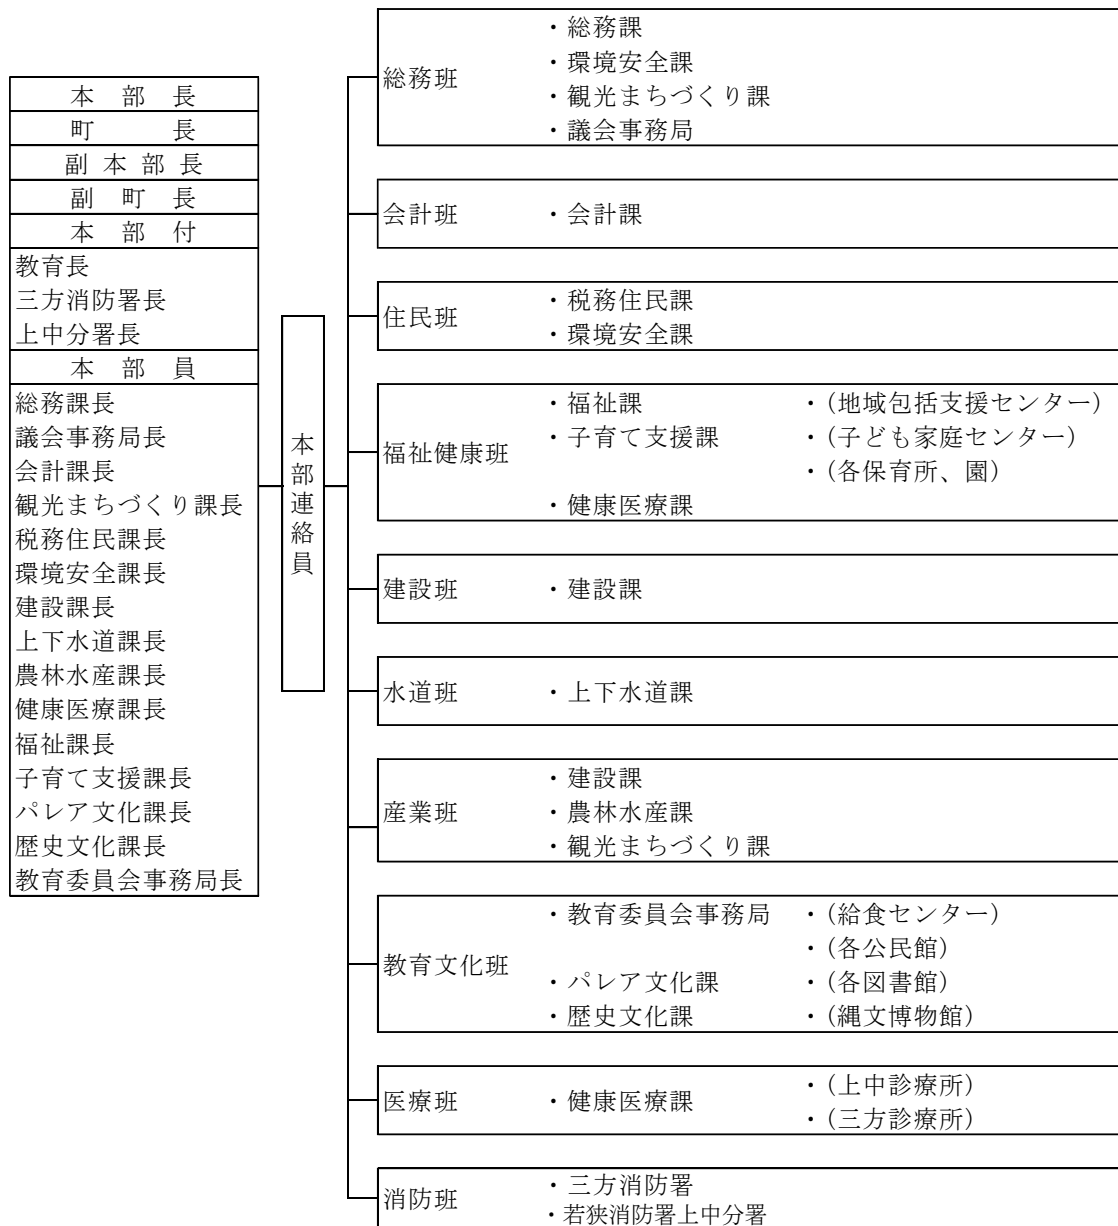 本部長
町長
副本部長
副町長
本部付
教育長
三方消防署長
上中分署長
本部員
総務課長
議会事務局長
会計課長
観光まちづくり課長
税務住民課長
環境安全課長
建設課長
上下水道課長
農林水産課長
健康医療課長
福祉課長
子育て支援課長
パレア文化課長
歴史文化課長
教育委員会事務局長
本部連絡員
総務班
・総務課
・環境安全課
・観光まちづくり課
・議会事務局
会計班 ・会計課
住民班
・税務住民課
・環境安全課
福祉健康班
・福祉課 ・(地域包括支援センター)
・子育て支援課 ・(子ども家庭センター)
・(各保育所、園)
・健康医療課
建設班 ・建設課
水道班 ・上下水道課
産業班
・建設課
・農林水産課
・観光まちづくり課
教育文化班
・教育委員会事務局 ・(給食センター)
・(各公民館)
・パレア文化課 ・(各図書館)
・歴史文化課 ・(縄文博物館)
医療班 ・健康医療課
・(上中診療所)
・(三方診療所)
消防班
・三方消防署
・若狭消防署上中分署